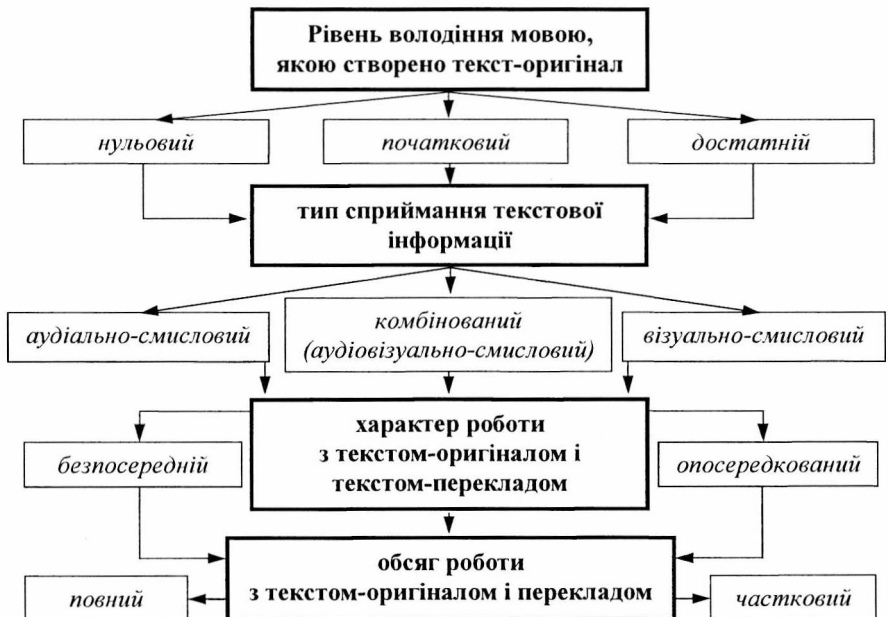 Рівень володіння мовою,
якою створено текст-оригінал
нульовий
початковий
достатній
тип сприймання текстової
інформації
аудіально-смисловий
комбінований
(аудіовізуально-смисловий)
візуально-смисловий
характер роботи
з текстом-оригіналом і
текстом-перекладом
безпосередній
опосередкований
обсяг роботи
з текстом-оригіналом і перекладом
повний
частковий